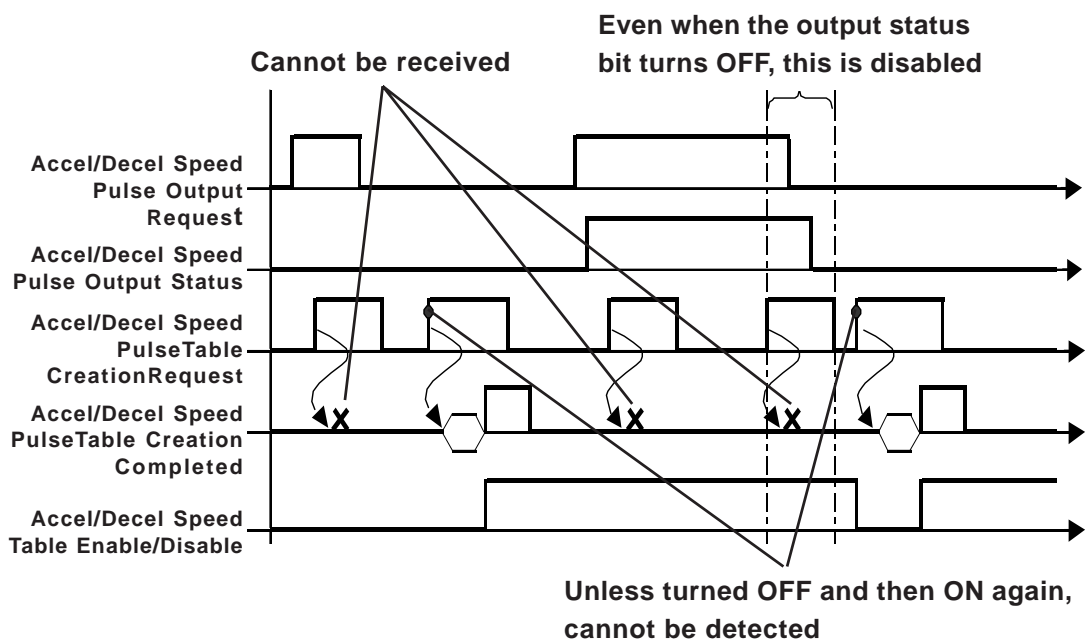 Even when the output status
bit turns OFF, this is disabled
Cannot be received
Accel/Decel Speed
Pulse Output
Request
Accel/Decel Speed
Pulse Output Status
Accel/Decel Speed
PulseTable
CreationRequest
Accel/Decel Speed
PulseTable Creation
Completed
Accel/Decel Speed
Table Enable/Disable
Unless turned OFF and then ON again,
cannot be detected